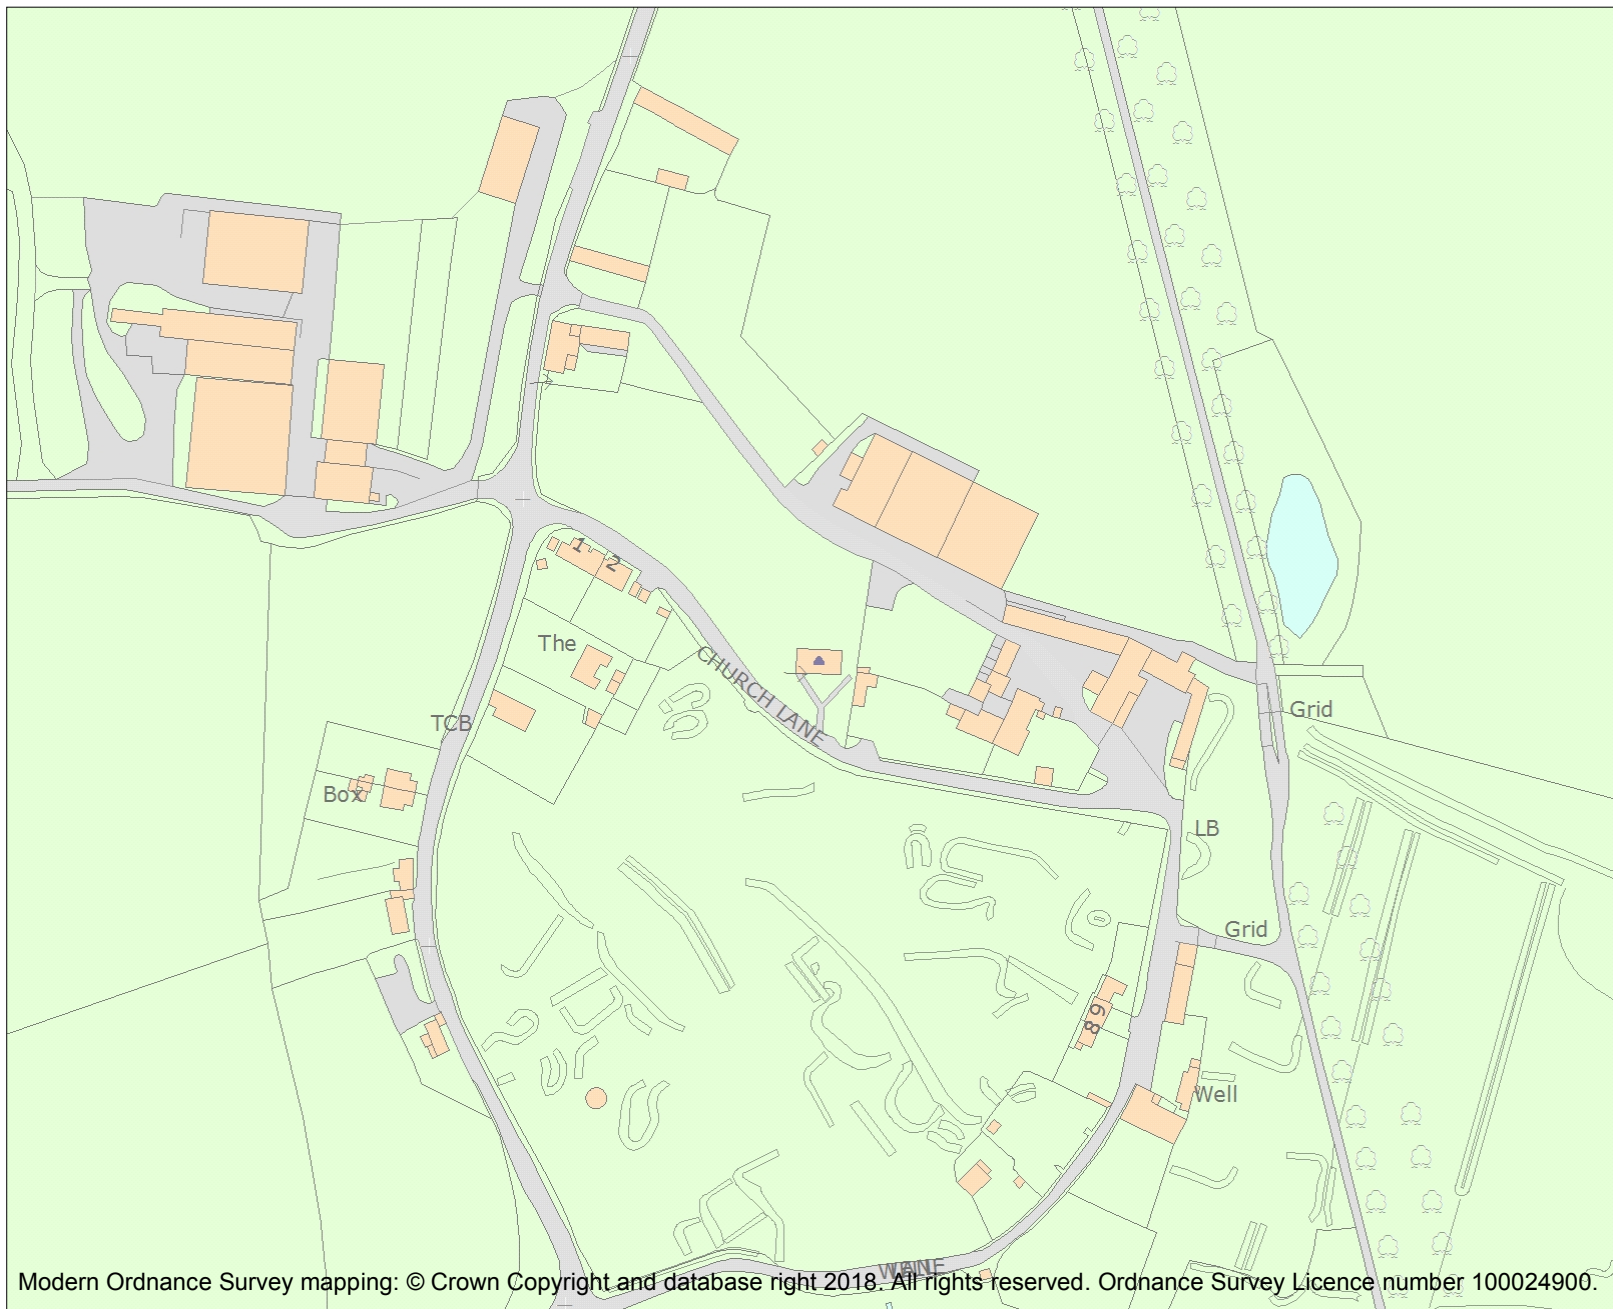 1
2
The
CHURCH LANE
TCB
Box
Grid
LB
Grid
9
8
Well
Modern Ordnance Survey mapping: © Crown Copyright and database right 2018. All rights reserved. Ordnance Survey Licence number 100024900.